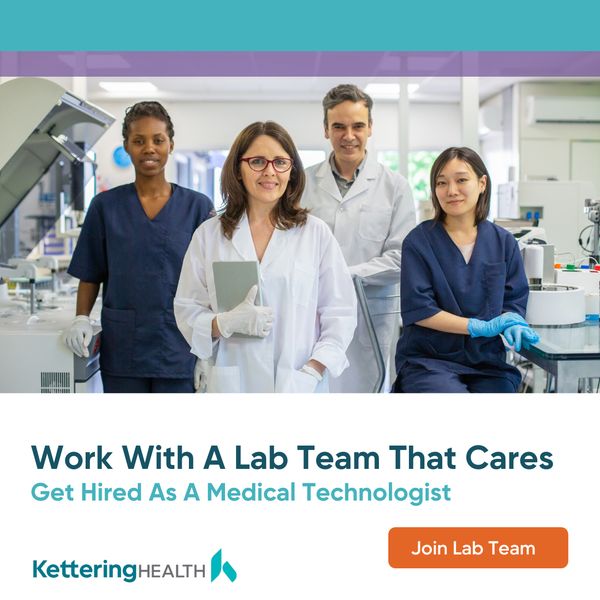 Work With A Lab Team That Cares
Get Hired As A Medical Technologist
Join Lab Team
KetteringHEALTH